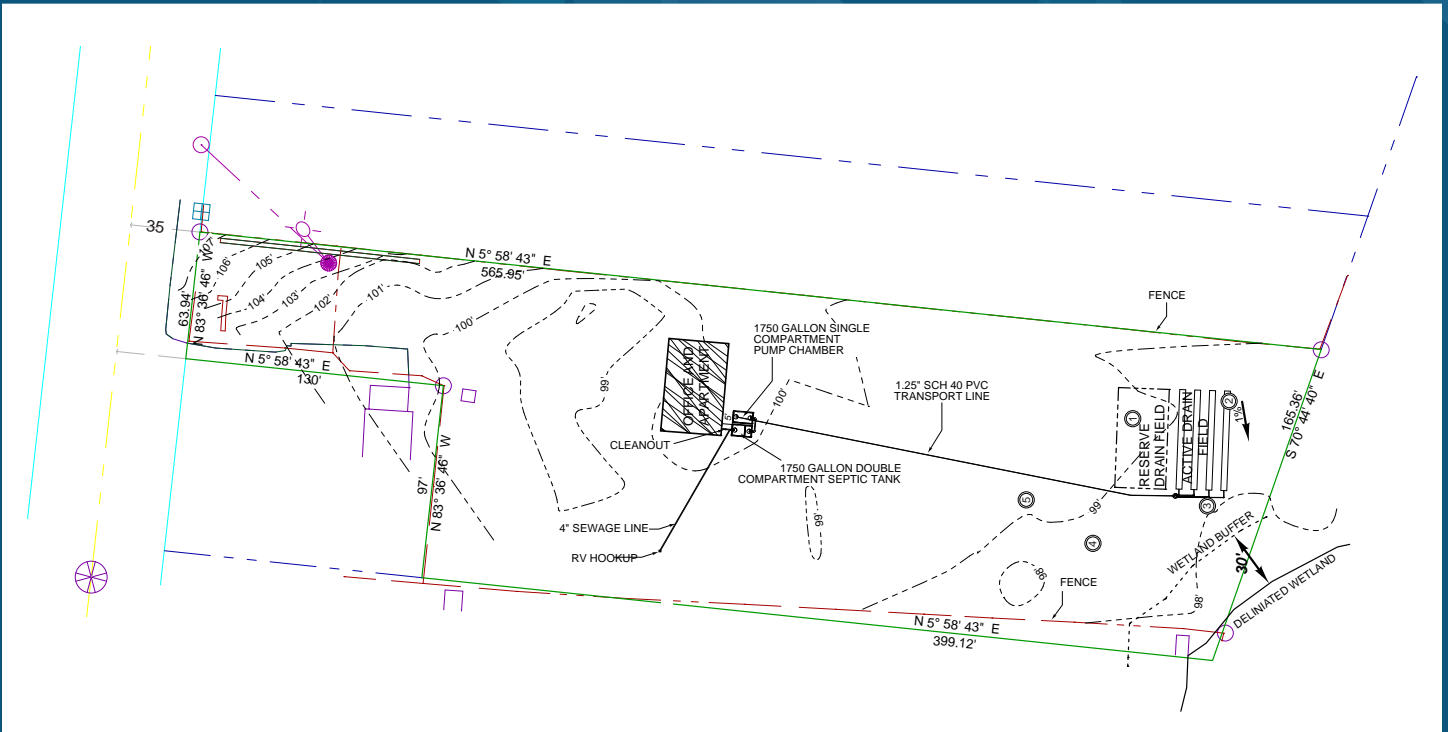 35
N 5° 58' 43" E
565.95'
107'
106'
105'
104'
103'
102'
101'
100'
63.94'
N 83° 36' 46" W
N 5° 58' 43" E
130'
97'
N 83° 36' 46" W
99'
OFFICE AND
APARTMENT
5'
1750 GALLON SINGLE
COMPARTMENT
PUMP CHAMBER
100'
CLEANOUT
1750 GALLON DOUBLE
COMPARTMENT SEPTIC TANK
4" SEWAGE LINE
RV HOOKUP
99'
1.25" SCH 40 PVC
TRANSPORT LINE
FENCE
1
RESERVE
DRAIN FIELD
ACTIVE DRAIN
FIELD
2
1%
3
4
5
99'
98'
98'
165.36'
S 70° 44' 40" E
WETLAND BUFFER
30'
DELINIATED WETLAND
FENCE
N 5° 58' 43" E
399.12'